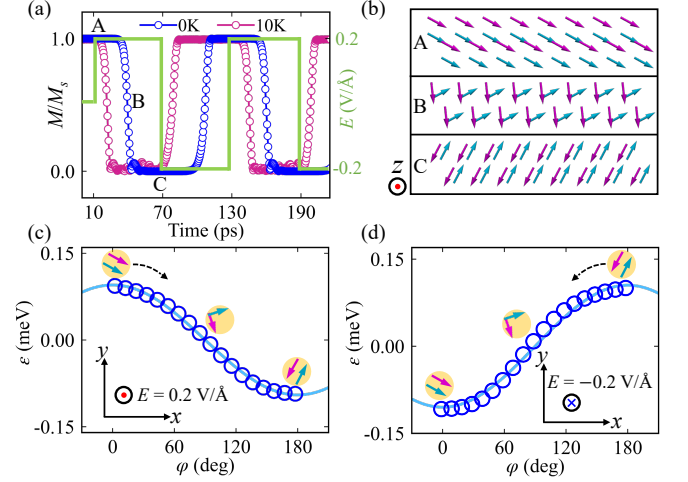 (a)
A
0K
10K
1.0
0.0
M/Mₛ
B
C
0.2
-0.2
E (V/Å)
10
70
130
190
Time (ps)
(b)
A
B
C
z
(c)
0.15
0.00
-0.15
ε (meV)
y
x
E = 0.2 V/Å
0
60
120
180
φ (deg)
(d)
0.15
0.00
-0.15
ε (meV)
y
x
E = −0.2 V/Å
0
60
120
180
φ (deg)